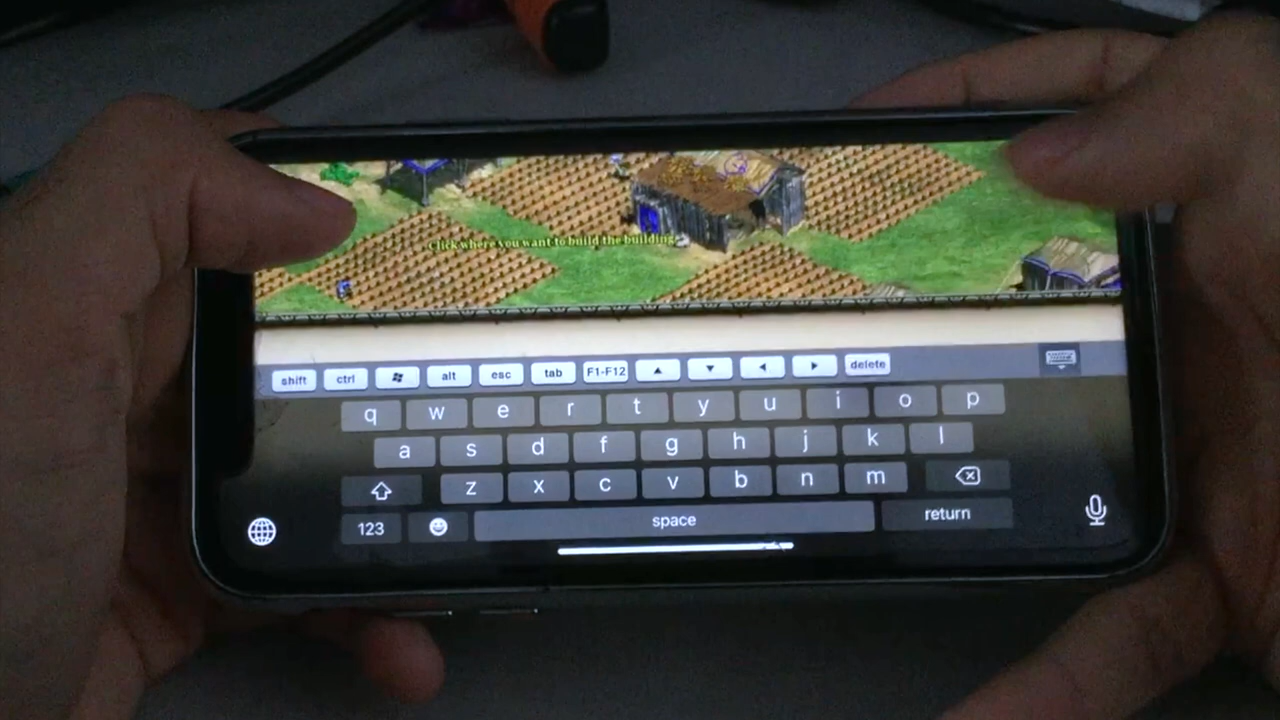 Click where you want to build the building
shift ctrl alt esc tab F1-F12 delete
q w e r t y u i o p
a s d f g h j k l
z x c v b n m
123 space return